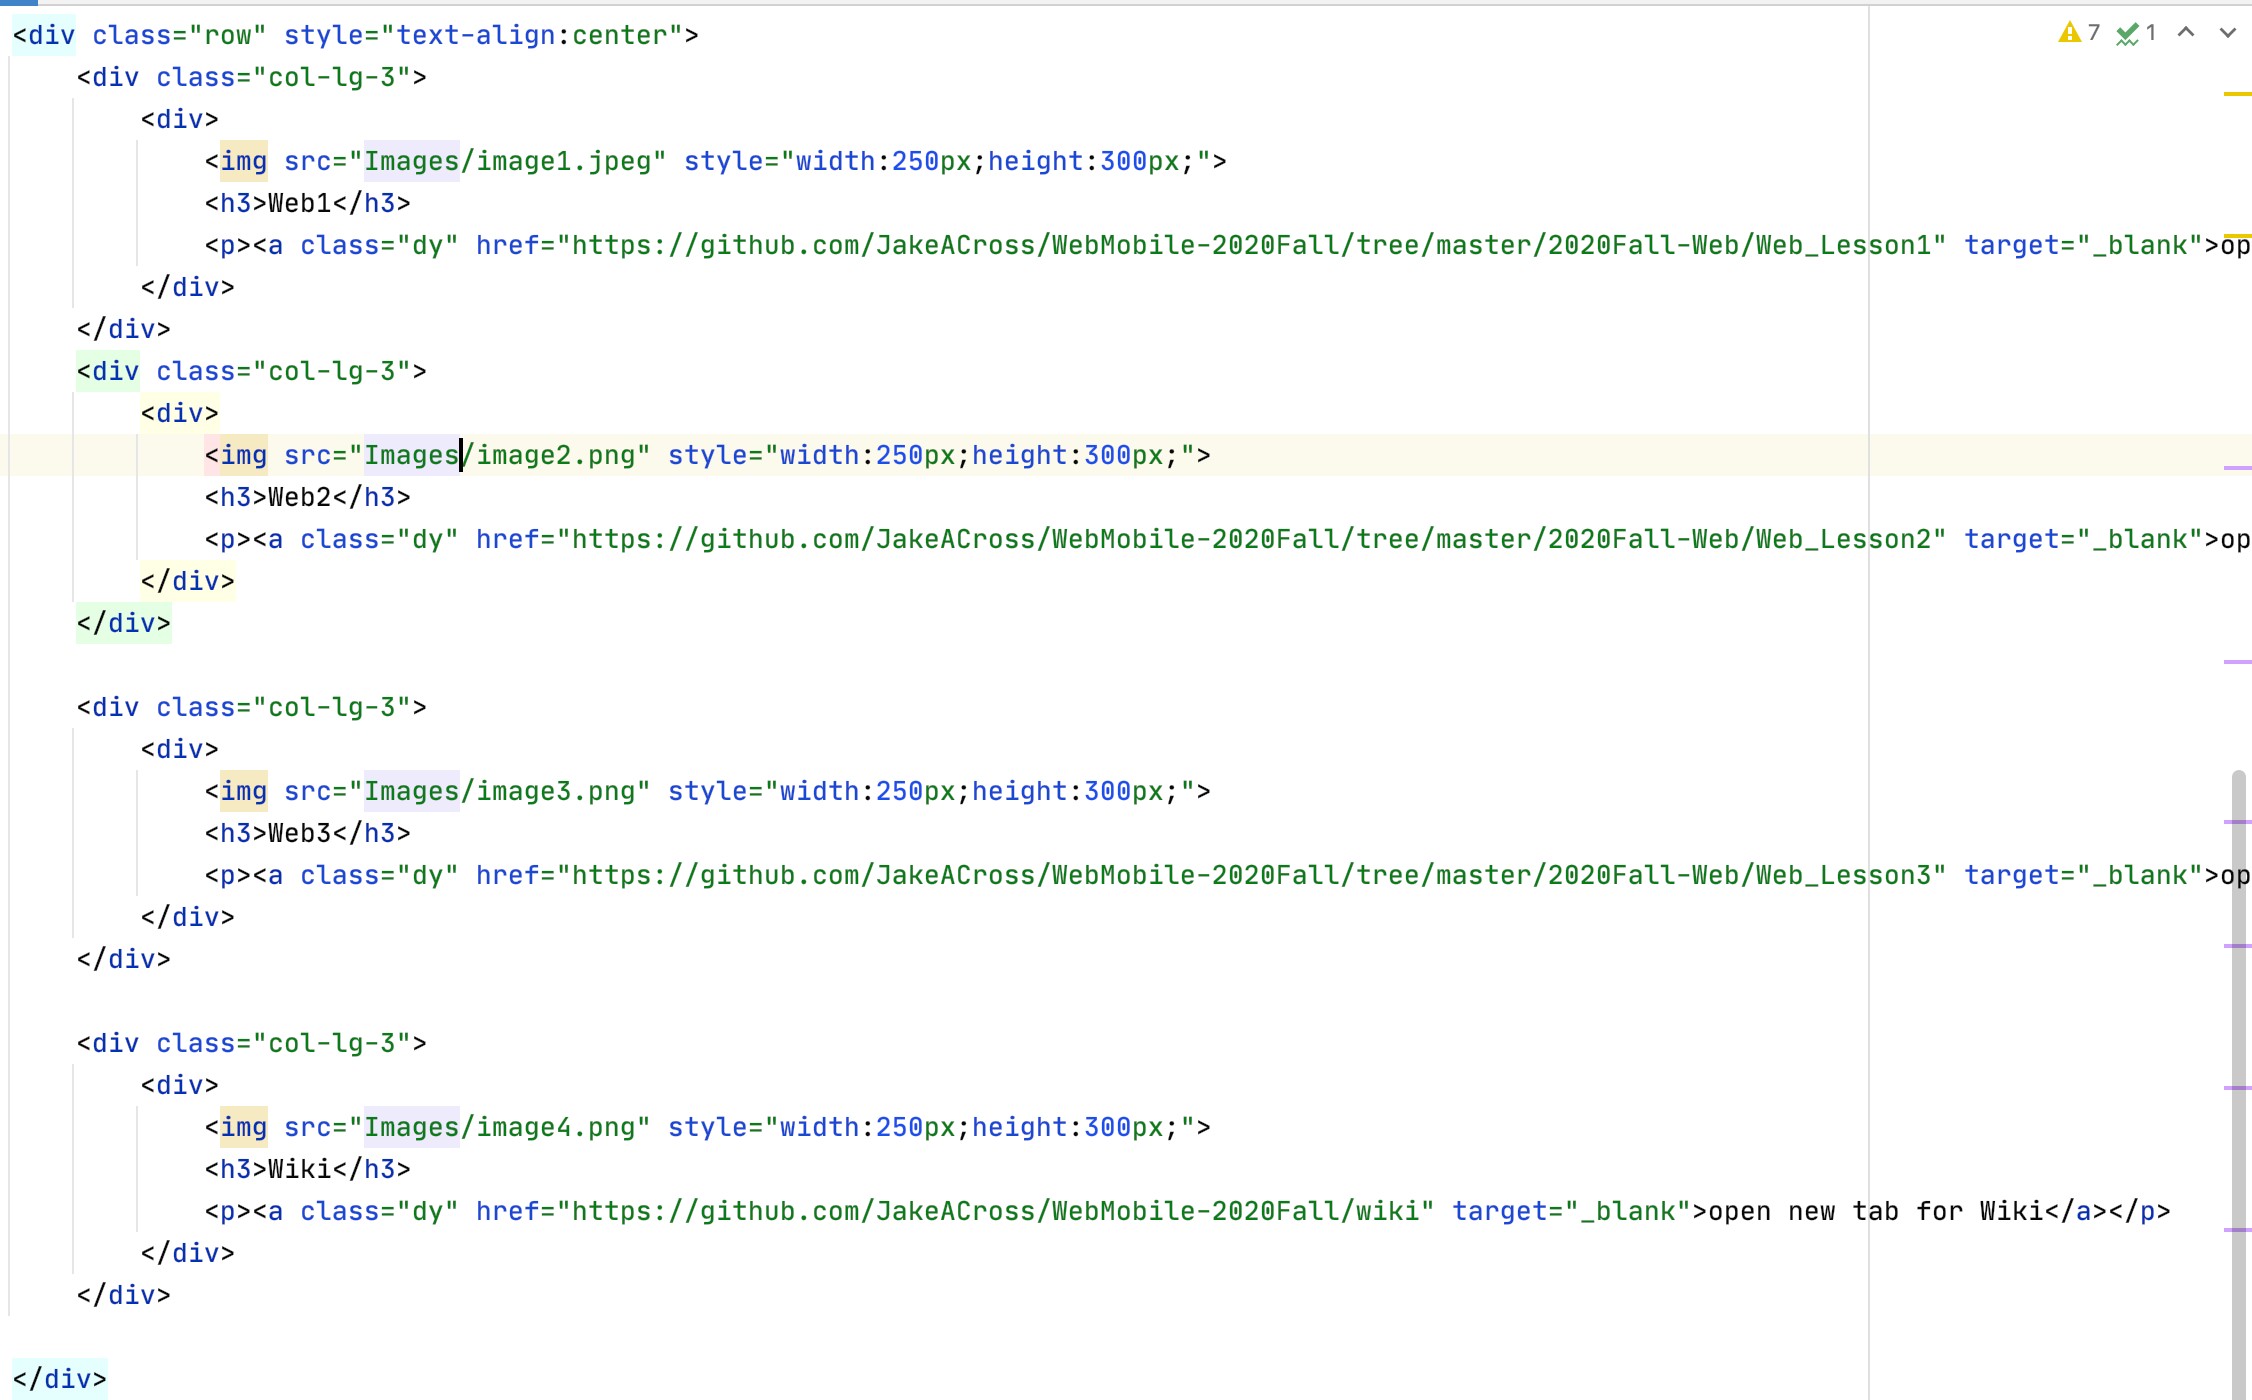 <div class="row" style="text-align:center">
7 1
<div class="col-lg-3">
<div>
<img src="Images/image1.jpeg" style="width:250px;height:300px;">
<h3>Web1</h3>
<p><a class="dy" href="https://github.com/JakeACross/WebMobile-2020Fall/tree/master/2020Fall-Web/Web_Lesson1" target="_blank">op
</div>
</div>
<div class="col-lg-3">
<div>
<img src="Images/image2.png" style="width:250px;height:300px;">
<h3>Web2</h3>
<p><a class="dy" href="https://github.com/JakeACross/WebMobile-2020Fall/tree/master/2020Fall-Web/Web_Lesson2" target="_blank">op
</div>
</div>
<div class="col-lg-3">
<div>
<img src="Images/image3.png" style="width:250px;height:300px;">
<h3>Web3</h3>
<p><a class="dy" href="https://github.com/JakeACross/WebMobile-2020Fall/tree/master/2020Fall-Web/Web_Lesson3" target="_blank">op
</div>
</div>
<div class="col-lg-3">
<div>
<img src="Images/image4.png" style="width:250px;height:300px;">
<h3>Wiki</h3>
<p><a class="dy" href="https://github.com/JakeACross/WebMobile-2020Fall/wiki" target="_blank">open new tab for Wiki</a></p>
</div>
</div>
</div>